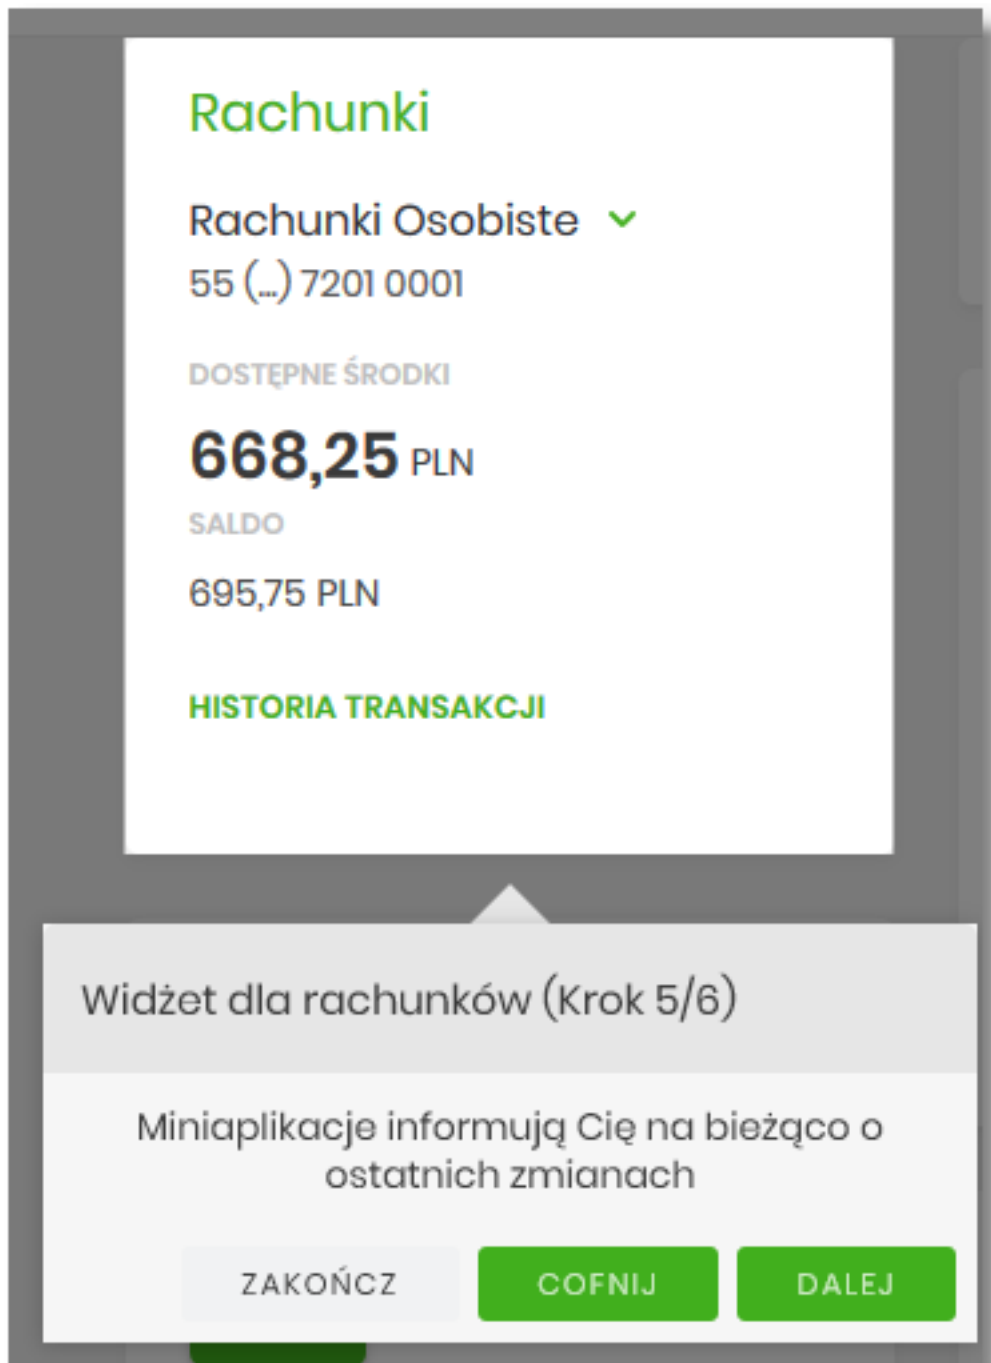 Rachunki
Rachunki Osobiste
55 (...) 7201 0001
DOSTĘPNE ŚRODKI
668,25 PLN
SALDO
695,75 PLN
HISTORIA TRANSAKCJI
Widżet dla rachunków (Krok 5/6)
Miniaplikacje informują Cię na bieżąco o
ostatnich zmianach
ZAKOŃCZ COFNIJ DALEJ